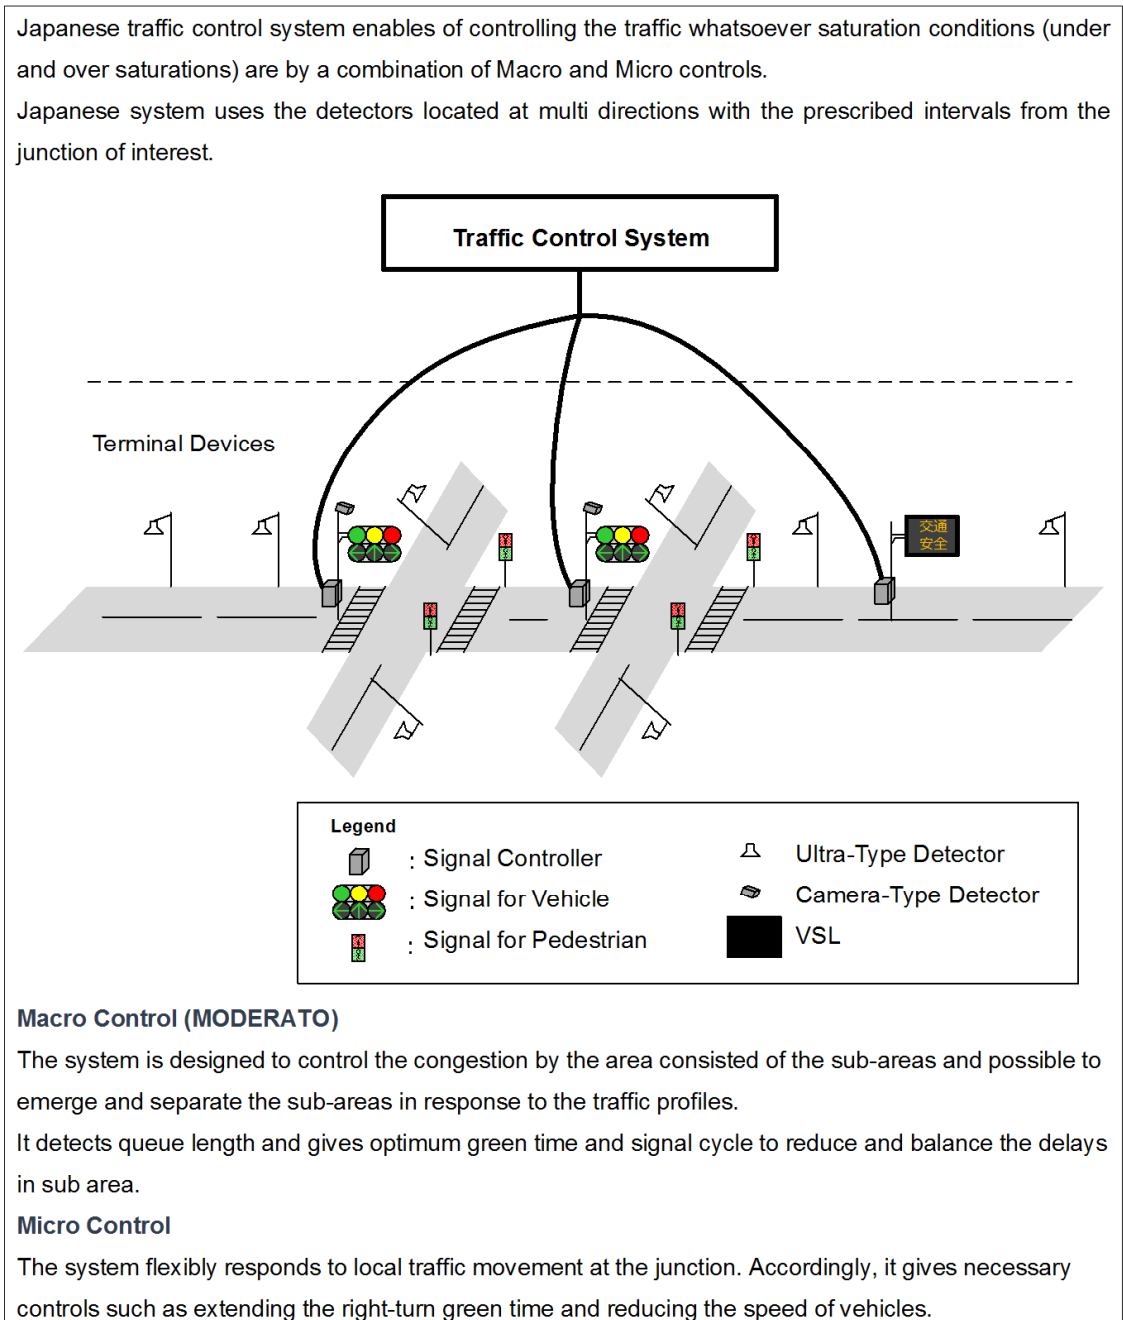 Japanese traffic control system enables of controlling the traffic whatsoever saturation conditions (under
and over saturations) are by a combination of Macro and Micro controls.
Japanese system uses the detectors located at multi directions with the prescribed intervals from the
junction of interest.
Traffic Control System
Terminal Devices
交通
安全
Legend
: Signal Controller
: Signal for Vehicle
: Signal for Pedestrian
Ultra-Type Detector
Camera-Type Detector
VSL
Macro Control (MODERATO)
The system is designed to control the congestion by the area consisted of the sub-areas and possible to
emerge and separate the sub-areas in response to the traffic profiles.
It detects queue length and gives optimum green time and signal cycle to reduce and balance the delays
in sub area.
Micro Control
The system flexibly responds to local traffic movement at the junction. Accordingly, it gives necessary
controls such as extending the right-turn green time and reducing the speed of vehicles.